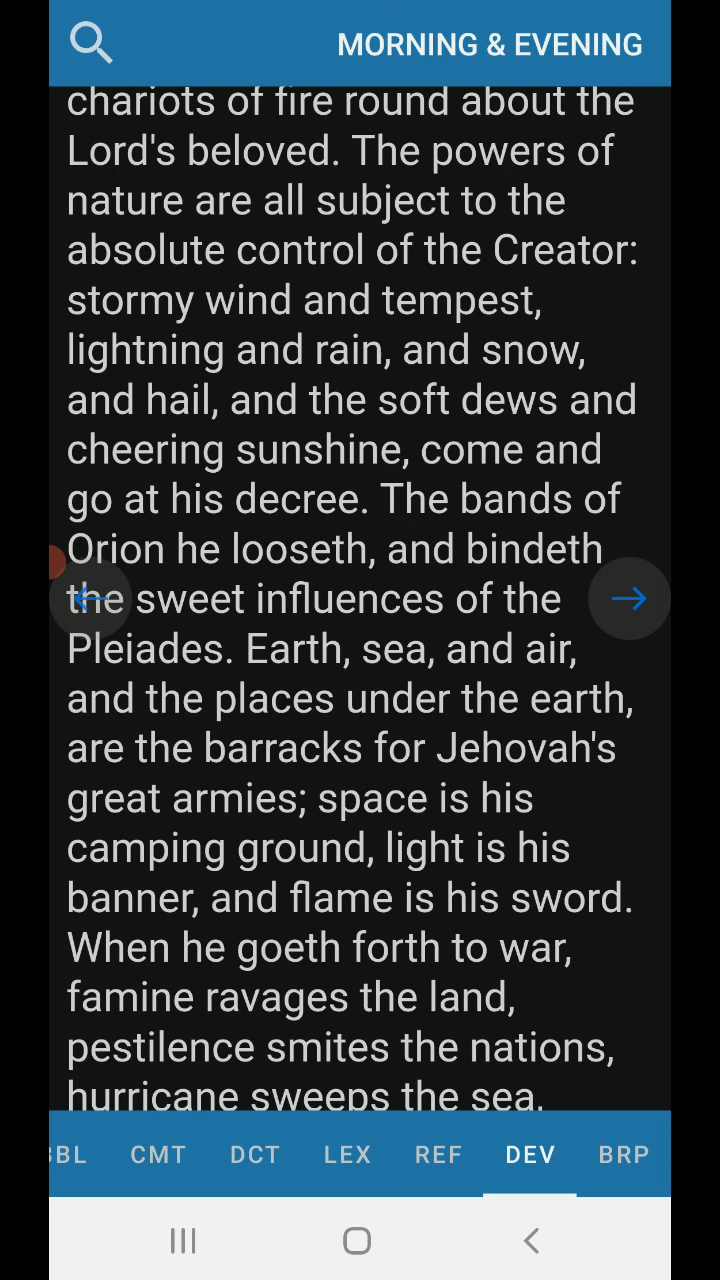 MORNING & EVENING
chariots of fire round about the
Lord's beloved. The powers of
nature are all subject to the
absolute control of the Creator:
stormy wind and tempest,
lightning and rain, and snow,
and hail, and the soft dews and
cheering sunshine, come and
go at his decree. The bands of
Orion he looseth, and bindeth
the sweet influences of the
Pleiades. Earth, sea, and air,
and the places under the earth,
are the barracks for Jehovah's
great armies; space is his
camping ground, light is his
banner, and flame is his sword.
When he goeth forth to war,
famine ravages the land,
pestilence smites the nations,
hurricane sweeps the sea,
BBL CMT DCT LEX REF DEV BRP